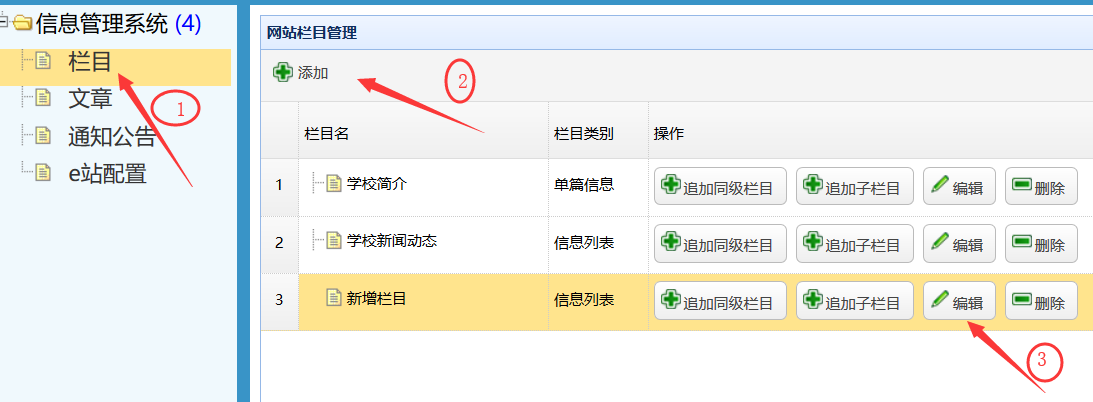 信息管理系统 (4)
栏目
文章
通知公告
e站配置
1
网站栏目管理
添加
2
栏目名 栏目类别 操作
1 学校简介 单篇信息 追加同级栏目 追加子栏目 编辑 删除
2 学校新闻动态 信息列表 追加同级栏目 追加子栏目 编辑 删除
3 新增栏目 信息列表 追加同级栏目 追加子栏目 编辑 删除
3